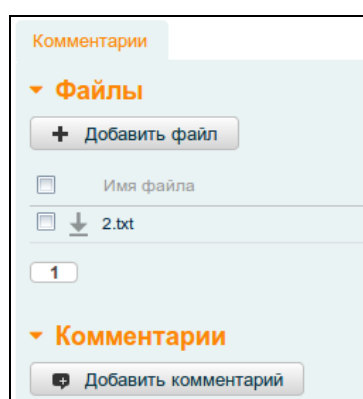 Комментарии
Файлы
Добавить файл
Имя файла
2.txt
1
Комментарии
Добавить комментарий